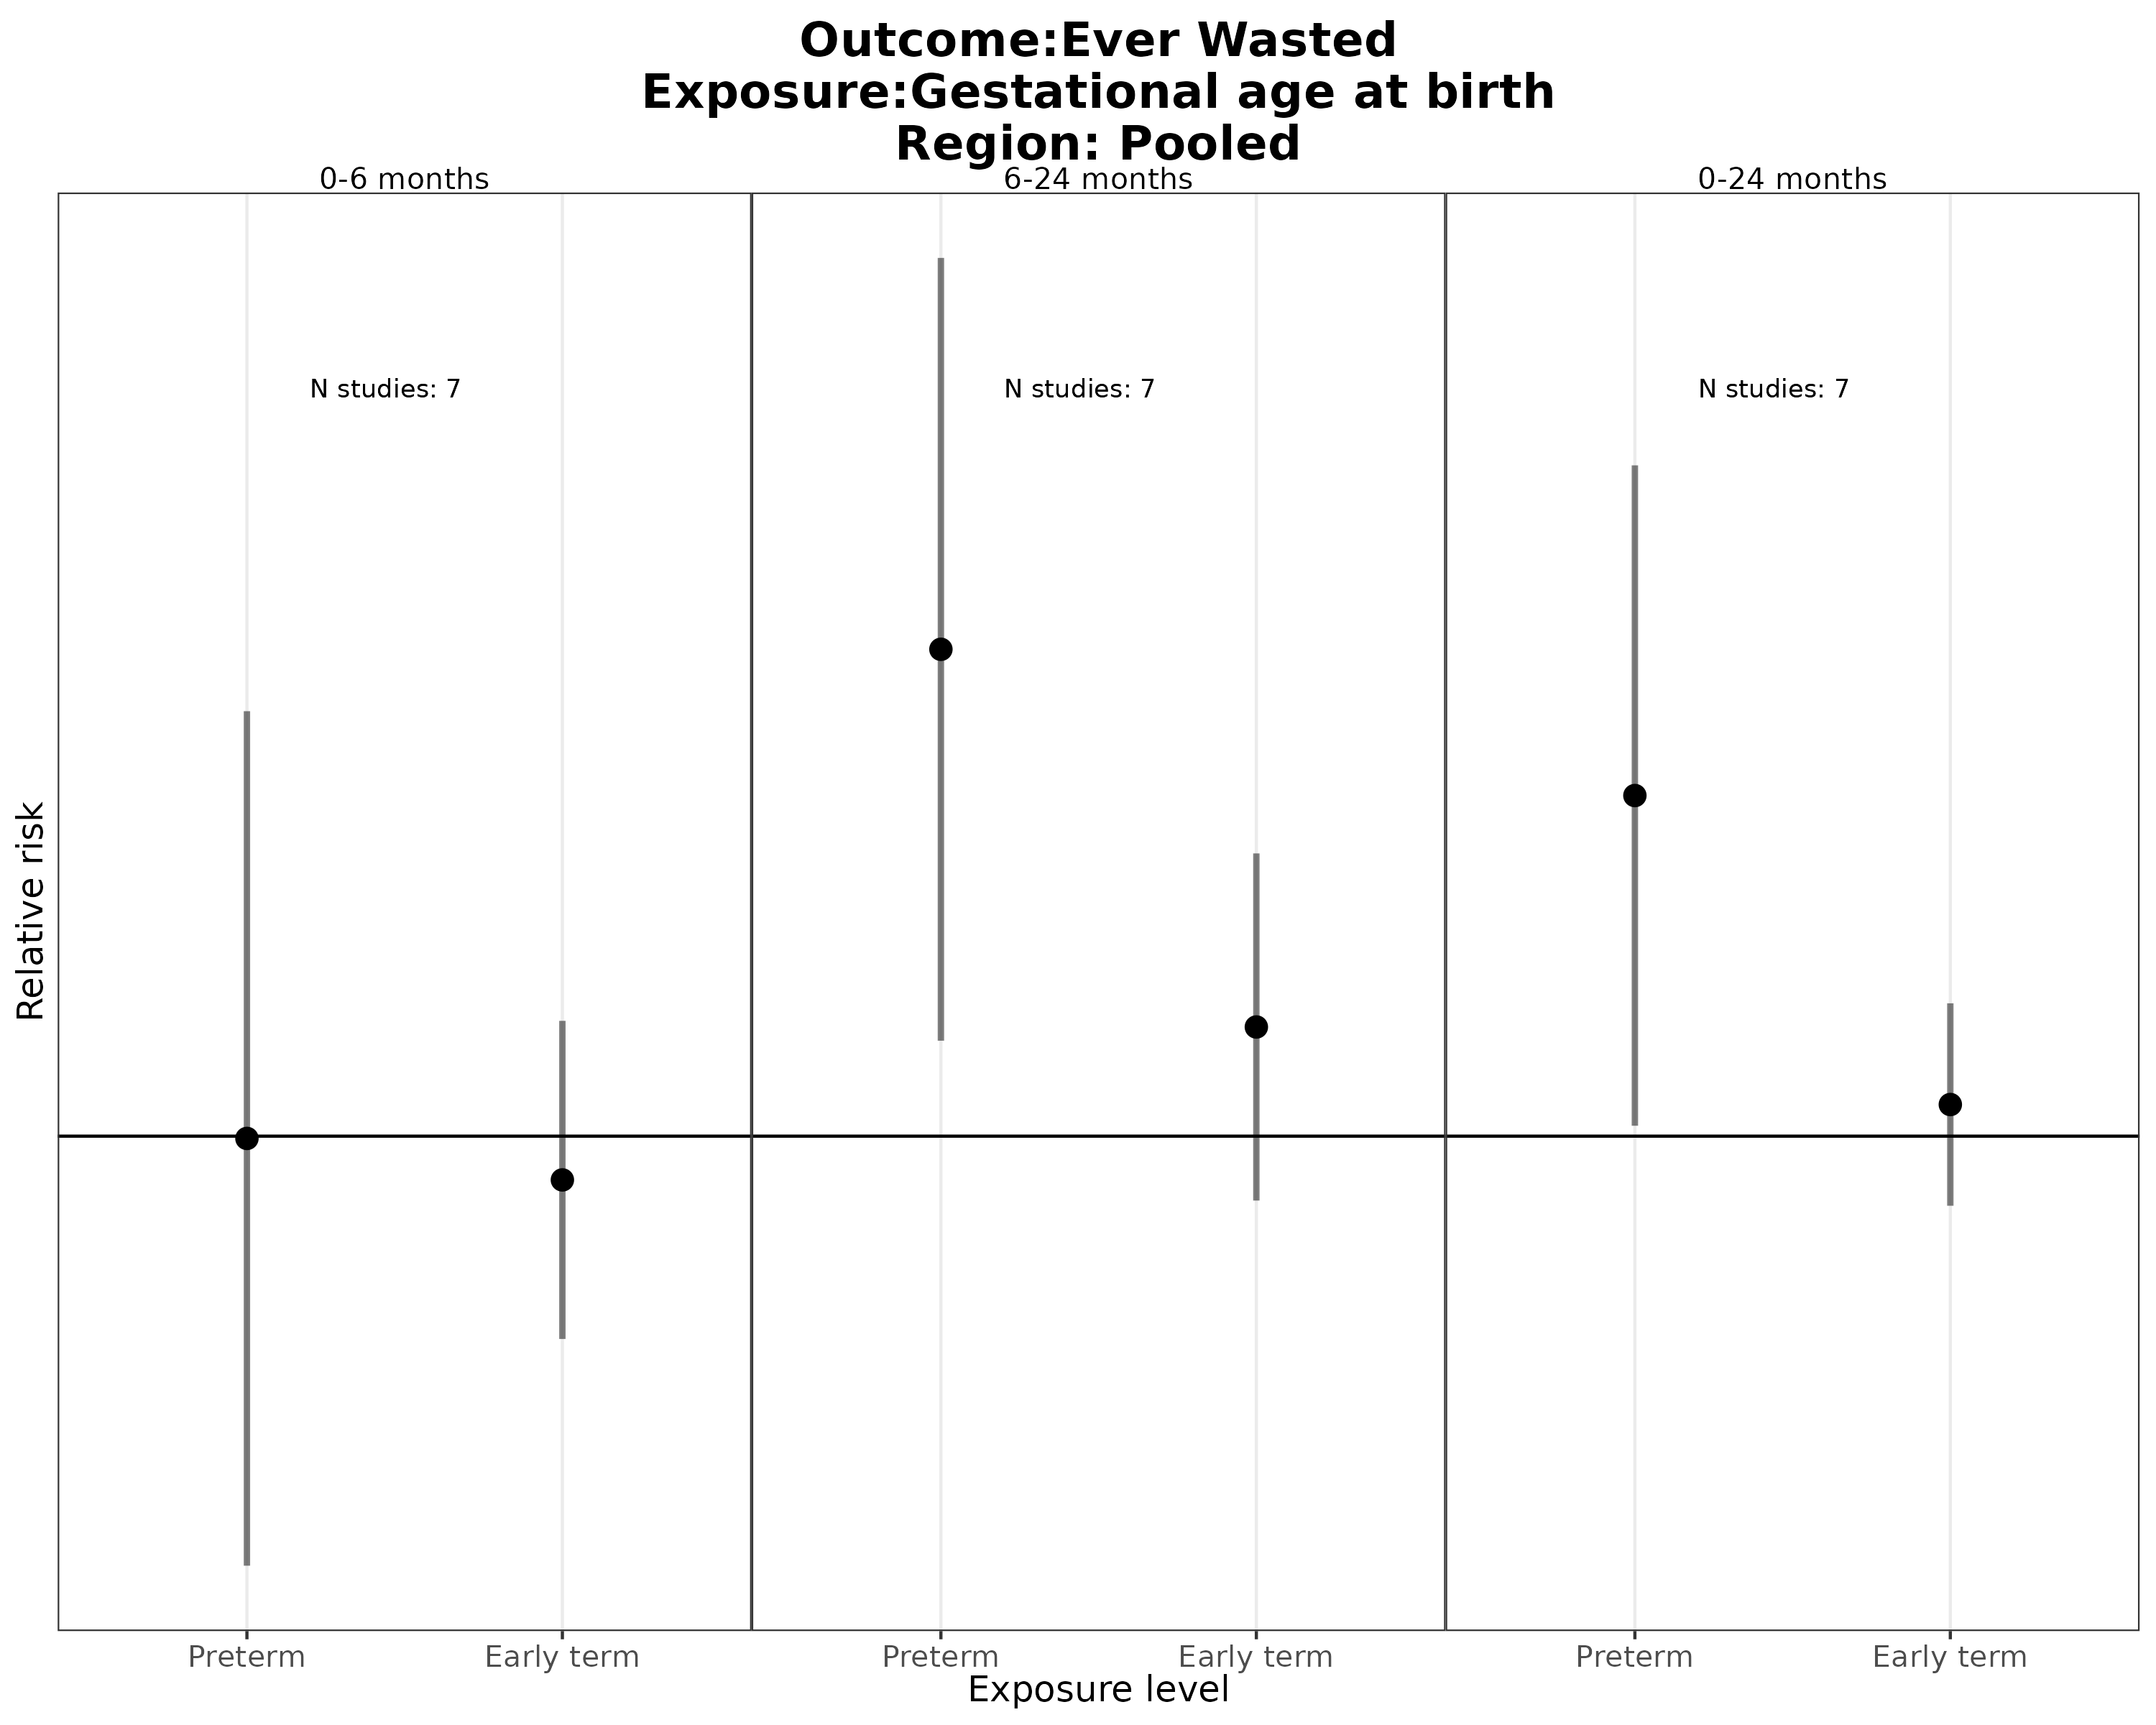 Outcome:Ever Wasted
Exposure:Gestational age at birth
Region: Pooled
0-6 months
6-24 months
0-24 months
N studies: 7
N studies: 7
N studies: 7
Relative risk
Preterm
Early term
Preterm
Early term
Preterm
Early term
Exposure level